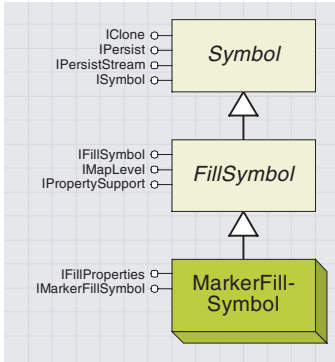 IClone
IPersist
IPersistStream
ISymbol
Symbol
IFillSymbol
IMapLevel
IPropertySupport
FillSymbol
IFillProperties
IMarkerFillSymbol
MarkerFill-
Symbol